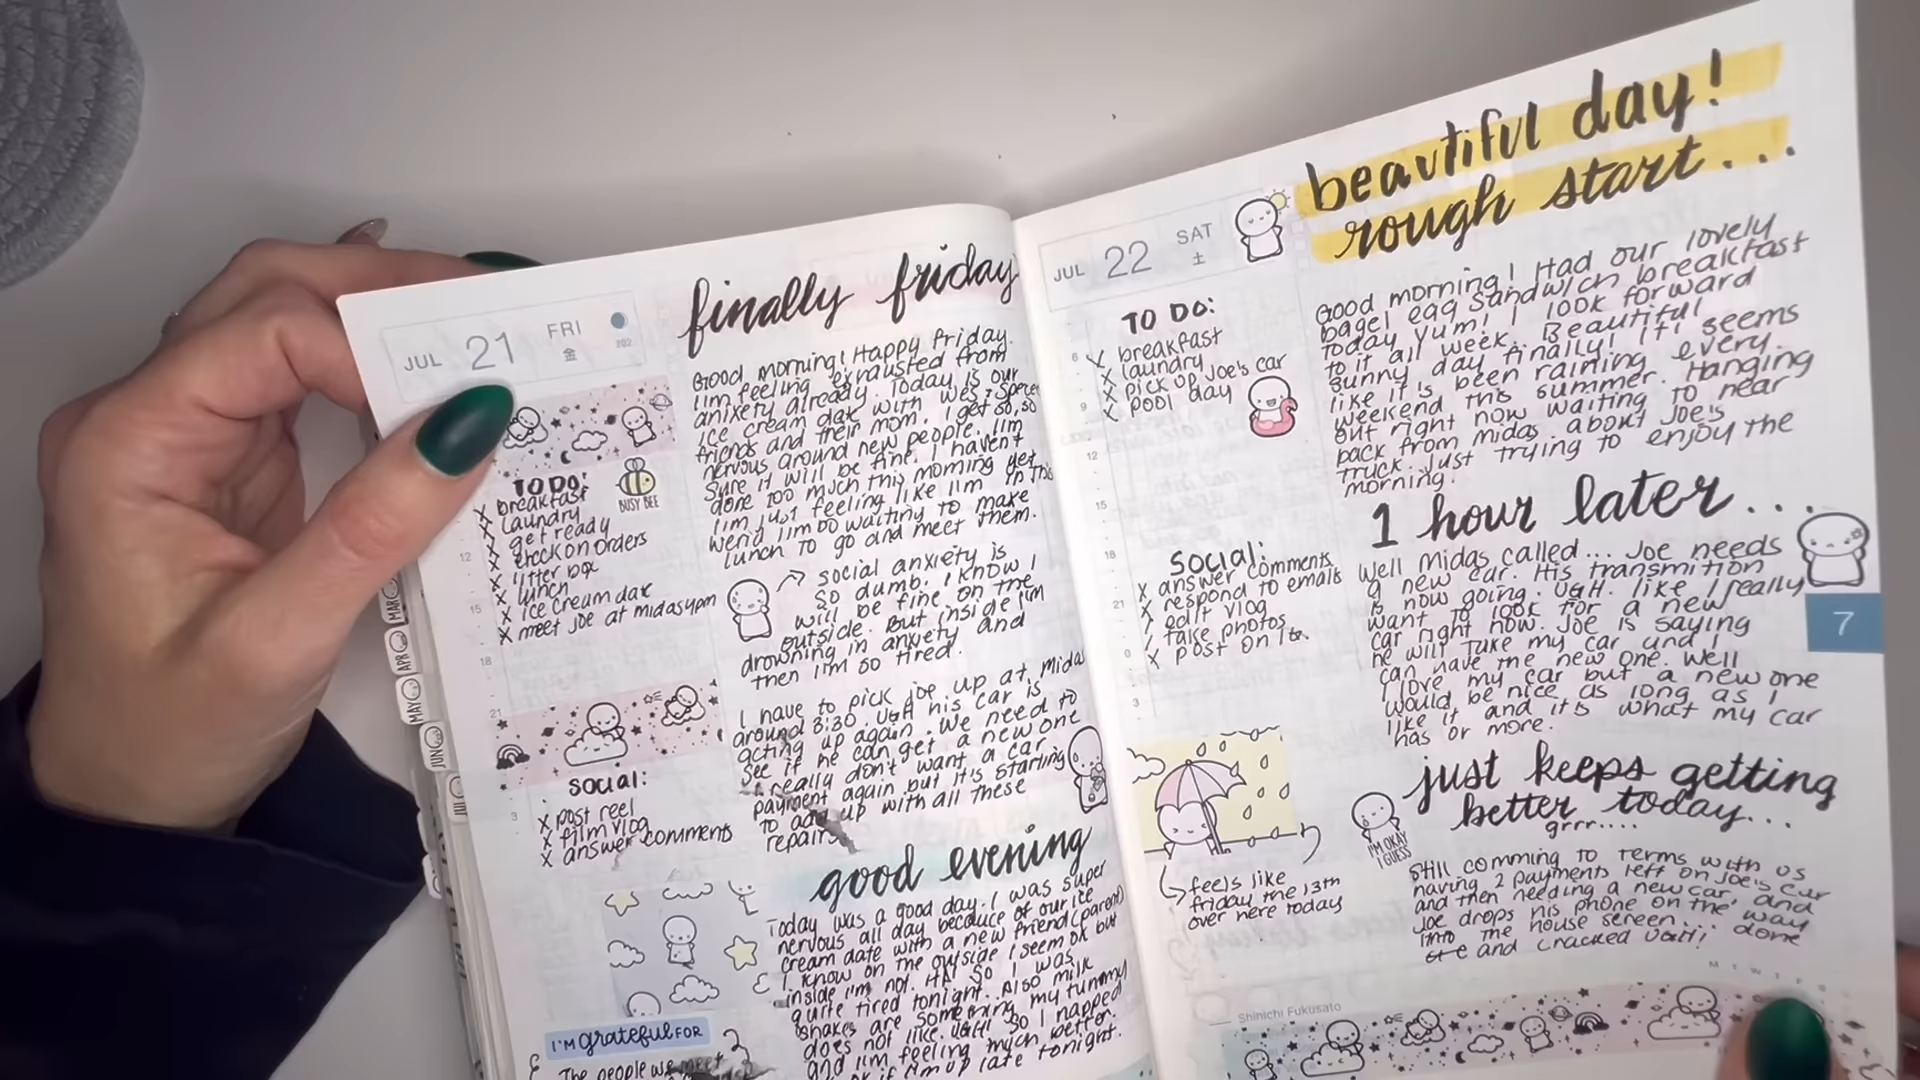 JUL 21 FRI
金
finally friday
TO DO:
BUSY BEE
x breakfast
x laundry
x get ready
x check on orders
x litter box
x lunch
x ice cream date
x meet joe at midas 4pm
Good morning! Happy Friday.
I'm feeling exhausted from
anixety already. Today is our
ice cream date with Wes + Spencer
friends and their mom. I get so, so
nervous around new people. I'm
Sure it will be fine. I haven't
done too much this morning yet
I'm just feeling like I'm in this
weird limbo waiting to make
lunch to go and meet them.
social anxiety is
so dumb. I know I
will be fine on the
outside. But inside I'm
drowning in anxiety and
then I'm so tired.
I have to pick joe up at midas
around 3:30. UGH his car is
acting up again. We need to
see if he can get a new one
I really don't want a car
payment again but it's starting
to add up with all these
repairs
SOCIAL:
x post reel
x film vlog
x answer comments
good evening
Today was a good day. I was super
nervous all day because of our ice
cream date with a new friend (parent)
I know on the outside I seem ok but
inside I'm not. HA! So I was
quite tired tonight. Also milk
shakes are something my tummy
does not like. UGH! So I napped
and I'm feeling much better.
ok if I'm up late tonight.
I'M grateful FOR
The people we meet
MAR
APR
MAY
JUN
JUL
JUL 22 SAT
土
beautiful day!
rough start...
TO DO:
x breakfast
x laundry
x pick up Joe's car
x pool day
Good morning! Had our lovely
bagel egg sandwich breakfast
today yum! I look forward
to it all week. Beautiful
sunny day finally! It seems
like it's been raining every
weekend this summer. Hanging
out right now waiting to hear
back from midas about Joe's
truck. Just trying to enjoy the
morning.
1 hour later...
SOCIAL:
x answer comments
x respond to emails
x edit vlog
/ take photos
x post on 1st
Well Midas called... Joe needs
a new car. His transmition
is now going. UGH. like I really
want to look for a new
car right now. Joe is saying
he will take my car and I
can have the new one. Well
I love my car but a new one
would be nice as long as I
like it and it's what my car
has or more.
7
just keeps getting
better today...
grrr....
I'M OKAY
I GUESS
feels like
friday the 13th
over here today
Still comming to terms with us
having 2 payments left on Joe's car
and then needing a new car and
Joe drops his phone on the way
into the house screen... done
and cracked UGH!
Shinichi Fukusato
M T W T F